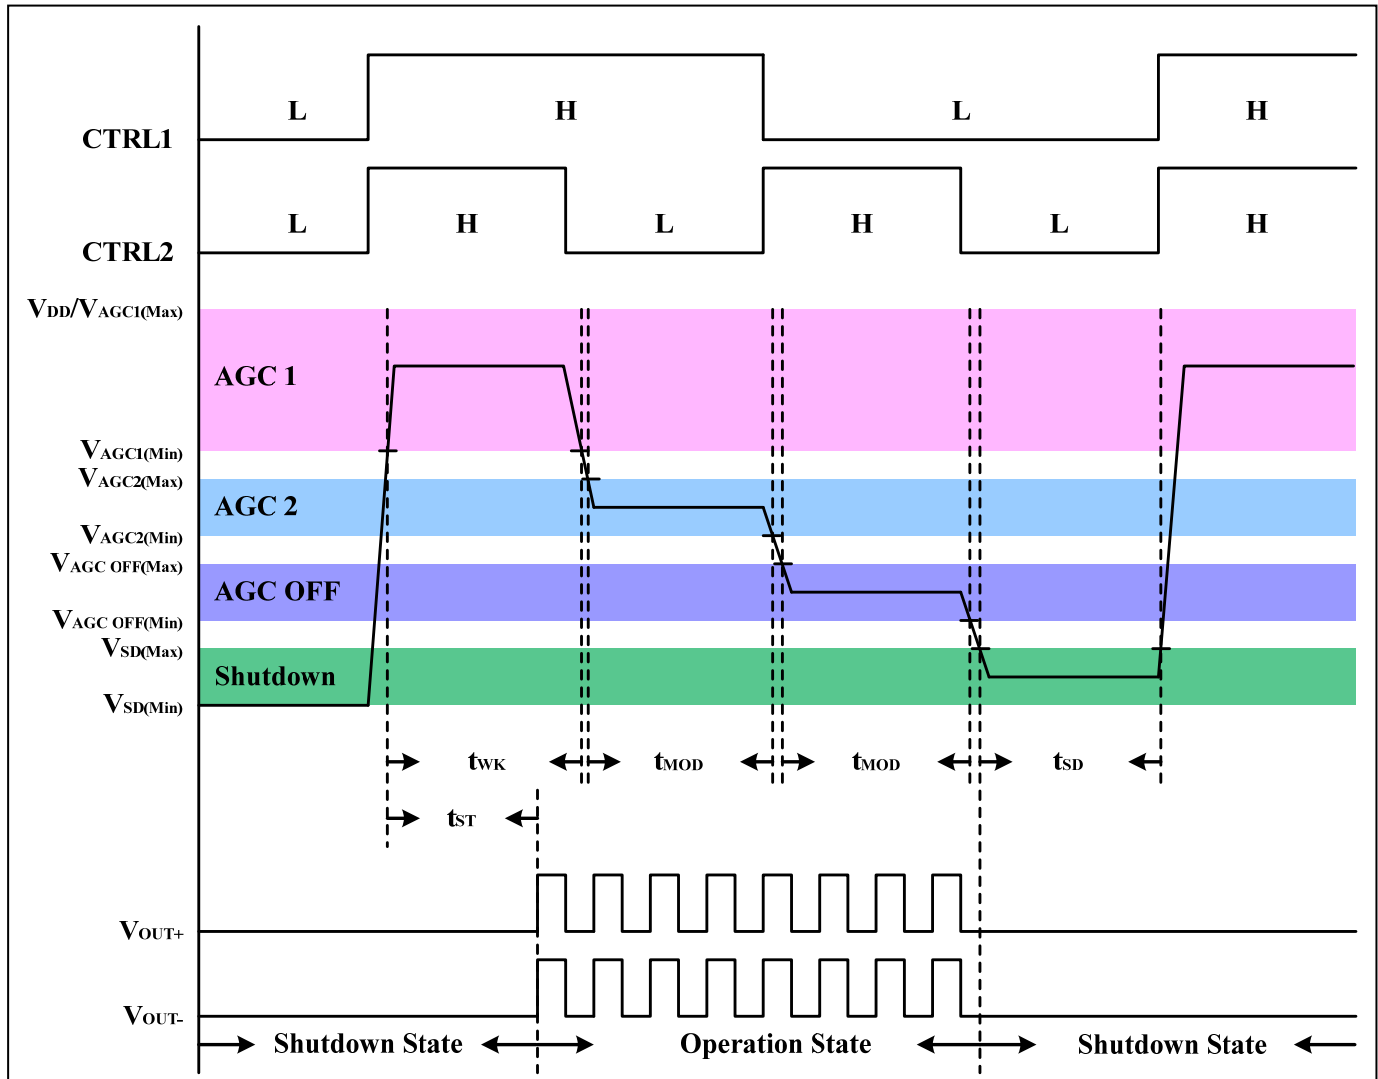 L H L H
CTRL1
L H L H L H
CTRL2
VDD/VAGC1(Max)
AGC 1
VAGC1(Min)
VAGC2(Max)
AGC 2
VAGC2(Min)
VAGC OFF(Max)
AGC OFF
VAGC OFF(Min)
VSD(Max)
Shutdown
VSD(Min)
tWK tMOD tMOD tSD
tST
VOUT+
VOUT-
Shutdown State Operation State Shutdown State